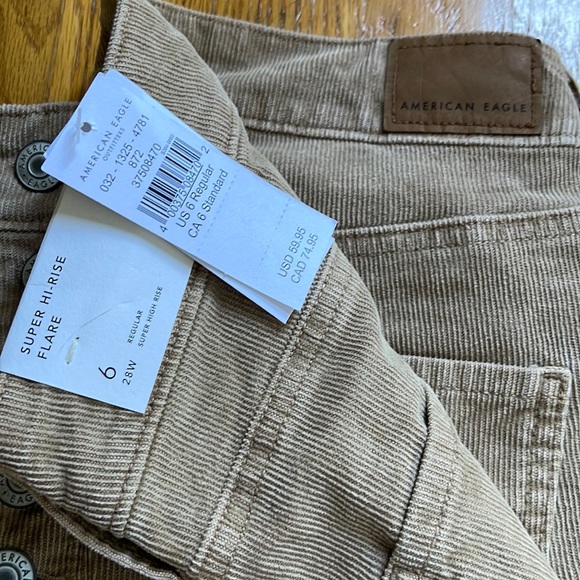 AMERICAN EAGLE
AMERICAN EAGLE
OUTFITTERS
032 - 1325 - 4781
872
37508470
US 6 Regular
CA 6 Standard
USD 59.95
CAD 74.95
SUPER HI-RISE
FLARE
6
REGULAR
28W
SUPER HIGH RISE